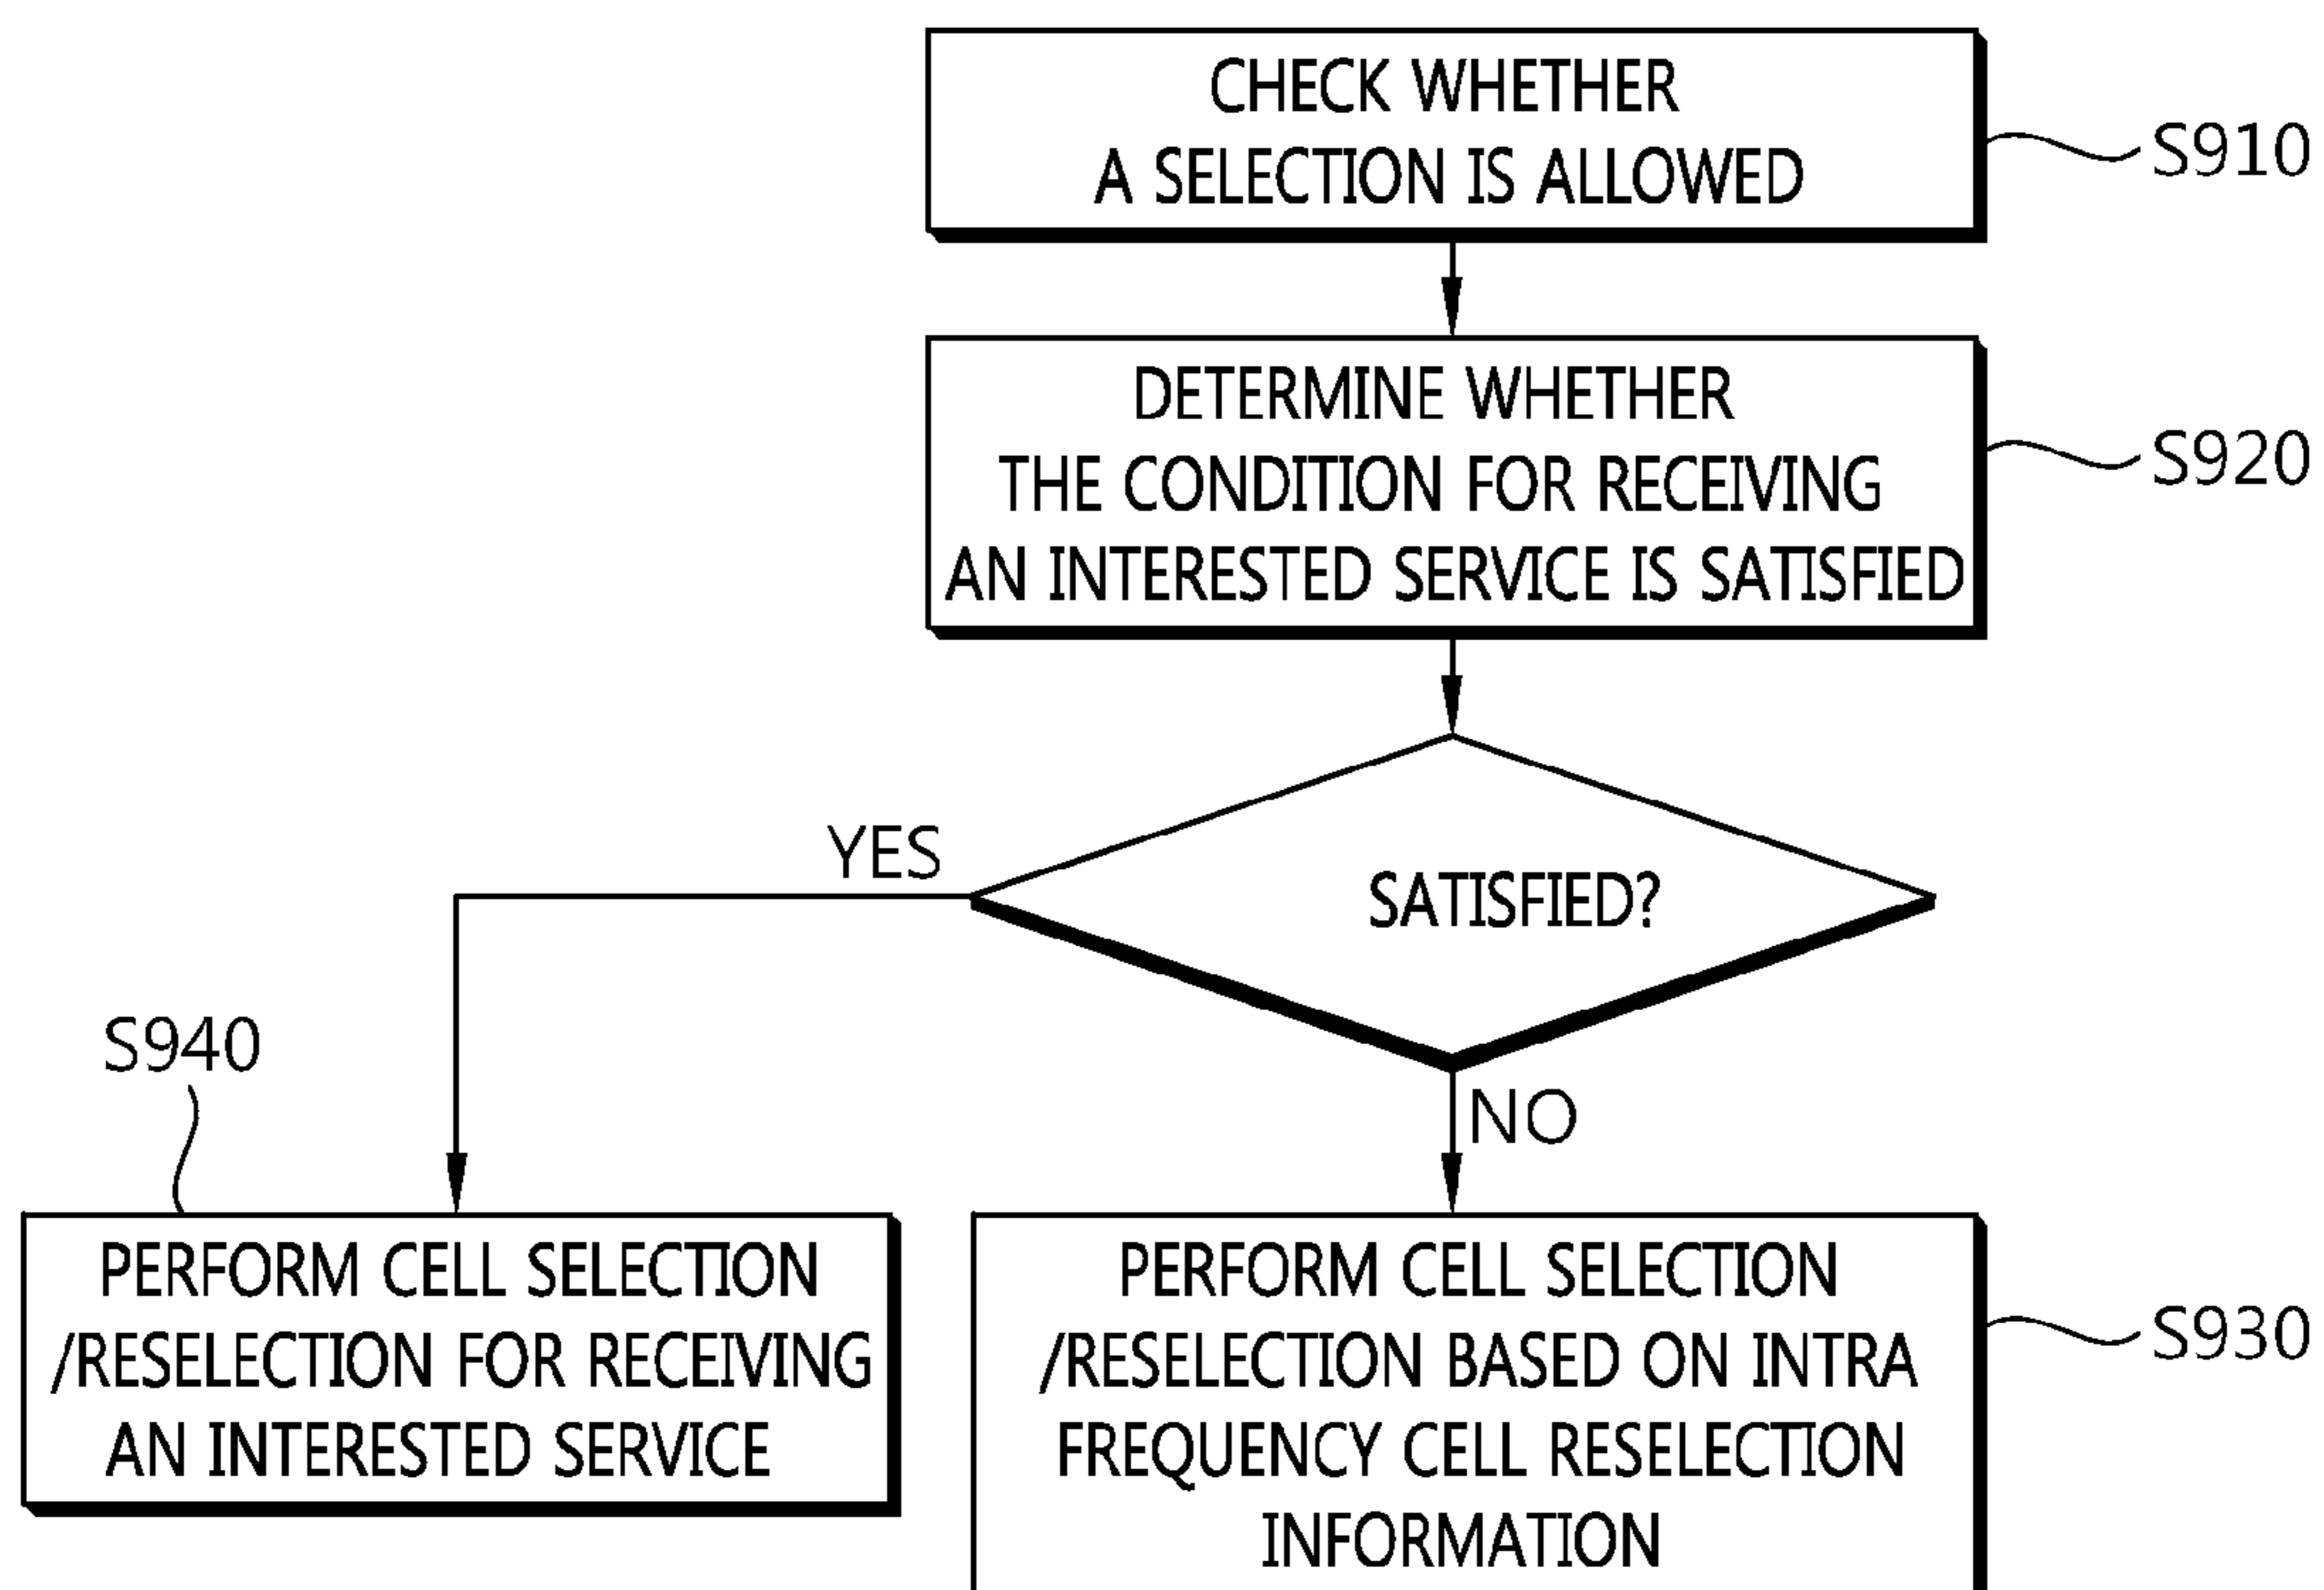 CHECK WHETHER
A SELECTION IS ALLOWED
S910
DETERMINE WHETHER
THE CONDITION FOR RECEIVING
AN INTERESTED SERVICE IS SATISFIED
S920
SATISFIED?
YES
NO
S940
PERFORM CELL SELECTION
/RESELECTION FOR RECEIVING
AN INTERESTED SERVICE
PERFORM CELL SELECTION
/RESELECTION BASED ON INTRA
FREQUENCY CELL RESELECTION
INFORMATION
S930